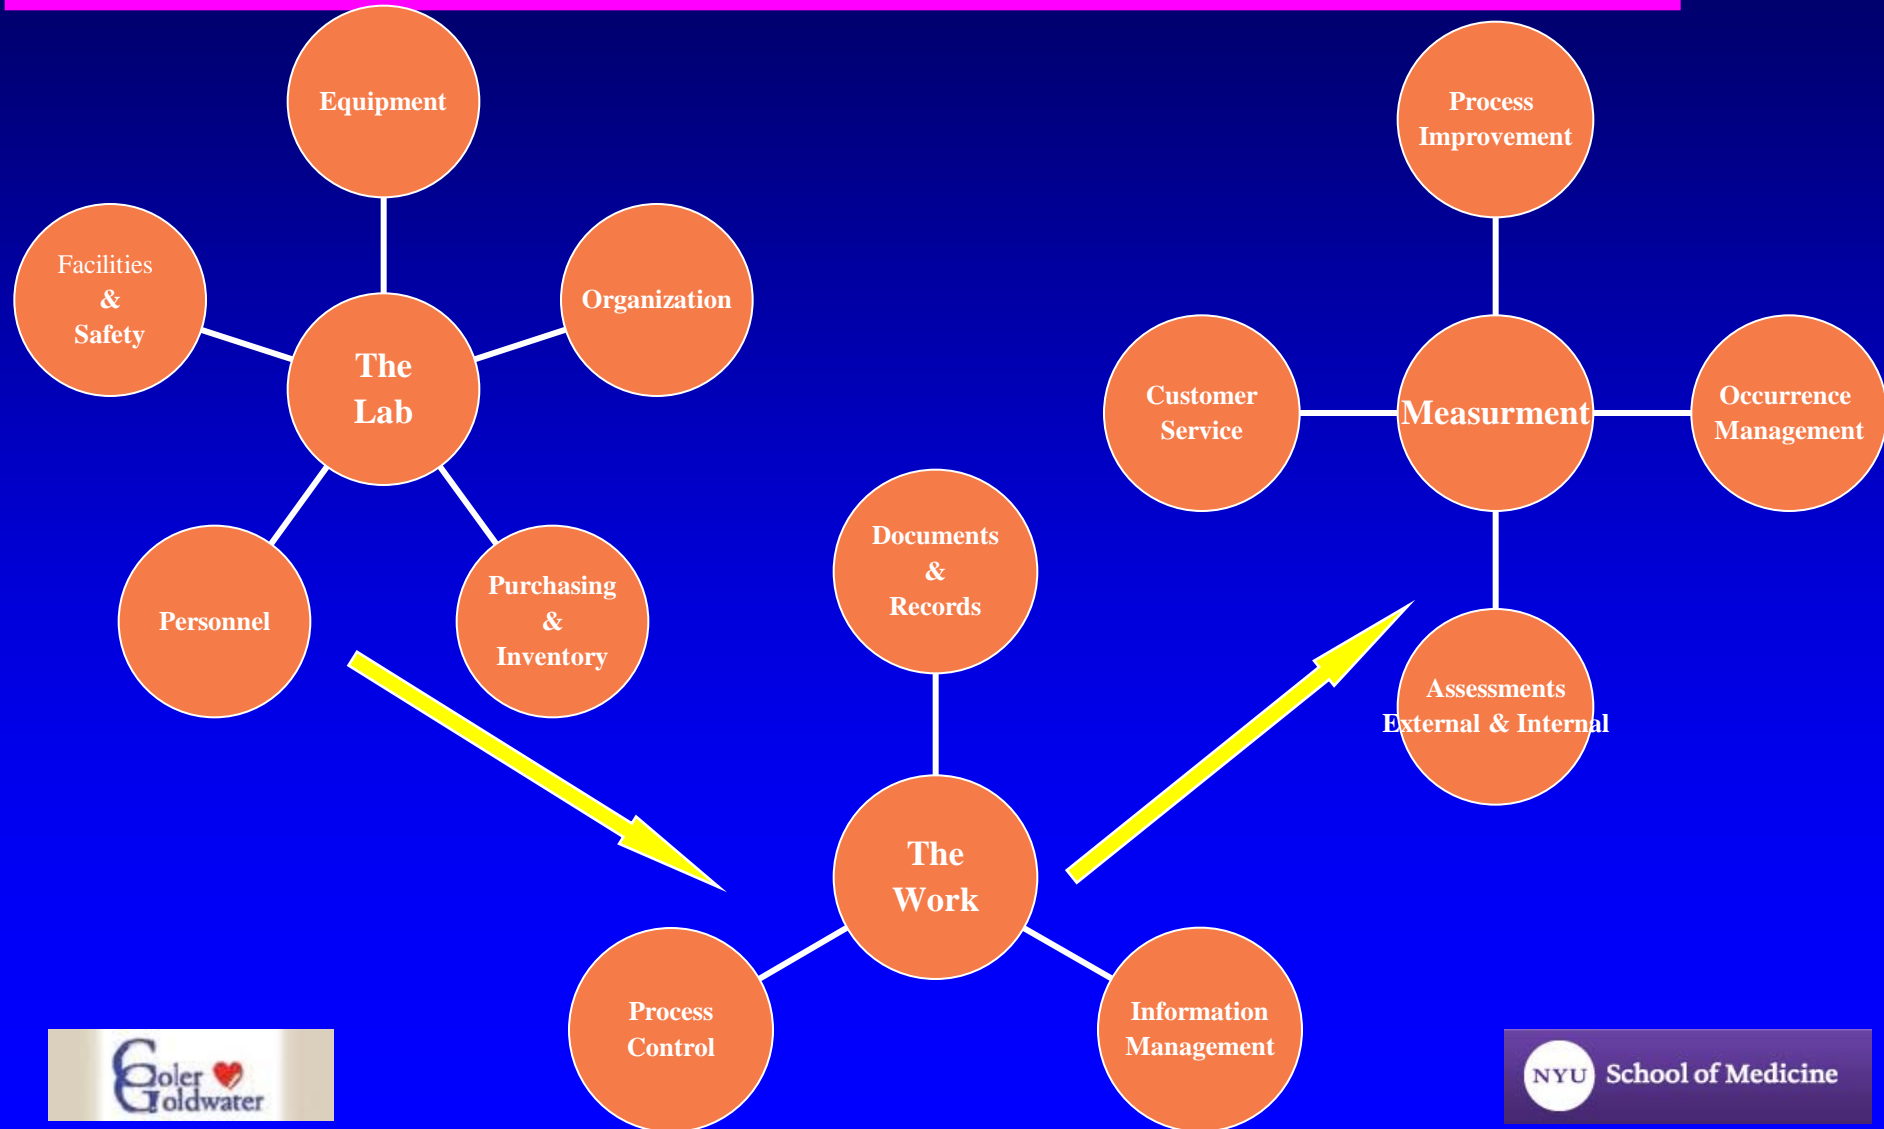 Equipment
Facilities
&
Safety
Organization
The
Lab
Personnel
Purchasing
&
Inventory
Documents
&
Records
The
Work
Process
Control
Information
Management
Process
Improvement
Customer
Service
Measurment
Occurrence
Management
Assessments
External & Internal
Coler
Goldwater
NYU School of Medicine